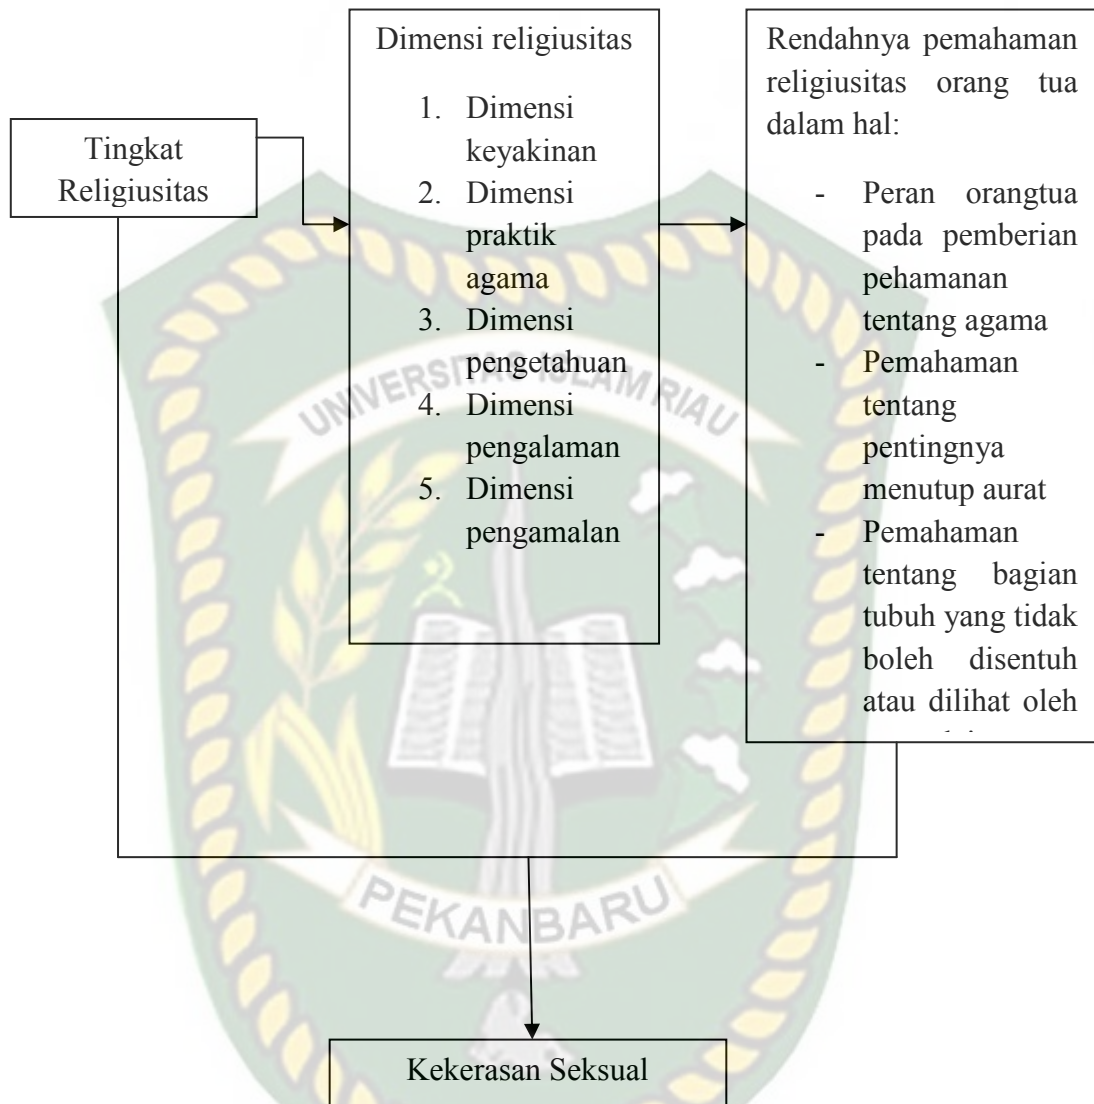 Tingkat
Religiusitas
Dimensi religiusitas
1. Dimensi
keyakinan
2. Dimensi
praktik
agama
3. Dimensi
pengetahuan
4. Dimensi
pengalaman
5. Dimensi
pengamalan
Rendahnya pemahaman
religiusitas orang tua
dalam hal:
- Peran orangtua
pada pemberian
pehamanan
tentang agama
- Pemahaman
tentang
pentingnya
menutup aurat
- Pemahaman
tentang bagian
tubuh yang tidak
boleh disentuh
atau dilihat oleh
UNIVERSITAS ISLAM RIAU
PEKANBARU
Kekerasan Seksual